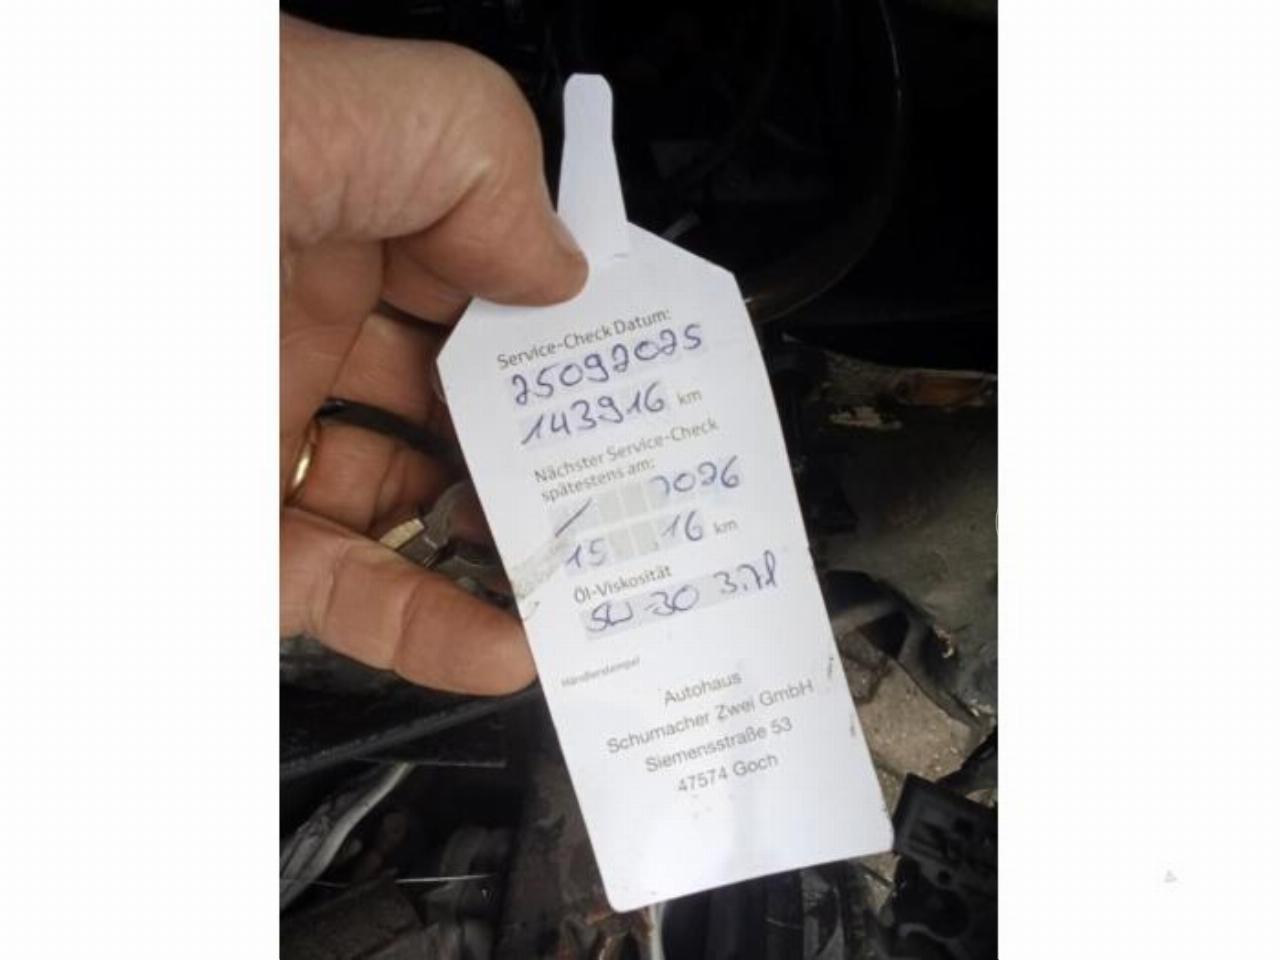 Service-Check Datum:
25092025
143916 km
Nächster Service-Check
spätestens am:
/ 2026
15 16 km
Öl-Viskosität
5W-30 3.7l
Händlerstempel
Autohaus
Schumacher Zwei GmbH
Siemensstraße 53
47574 Goch